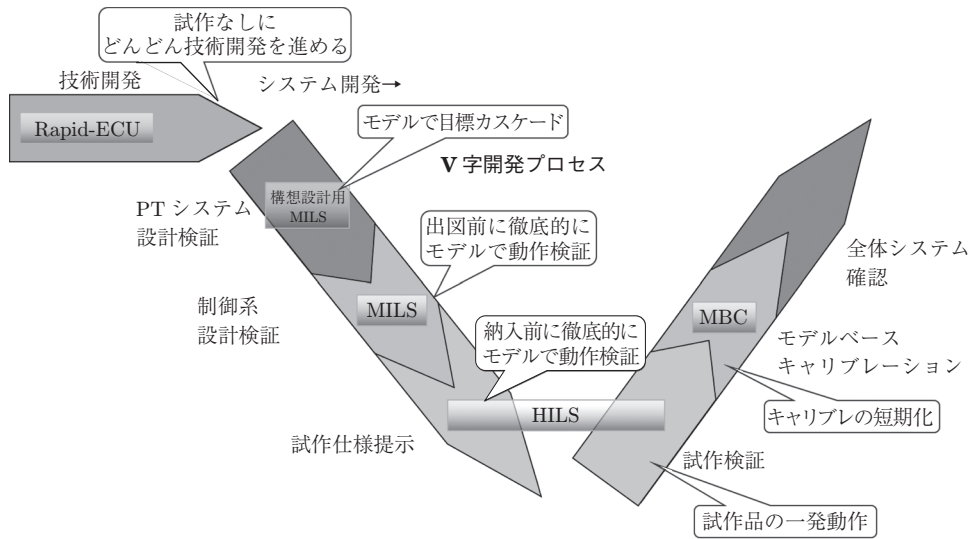 試作なしに
どんどん技術開発を進める
技術開発
システム開発→
Rapid-ECU
モデルで目標カスケード
V 字開発プロセス
構想設計用
MILS
PT システム
設計検証
出図前に徹底的に
モデルで動作検証
全体システム
確認
制御系
設計検証
MILS
MBC
納入前に徹底的に
モデルで動作検証
モデルベース
キャリブレーション
HILS
キャリブレの短期化
試作仕様提示
試作検証
試作品の一発動作